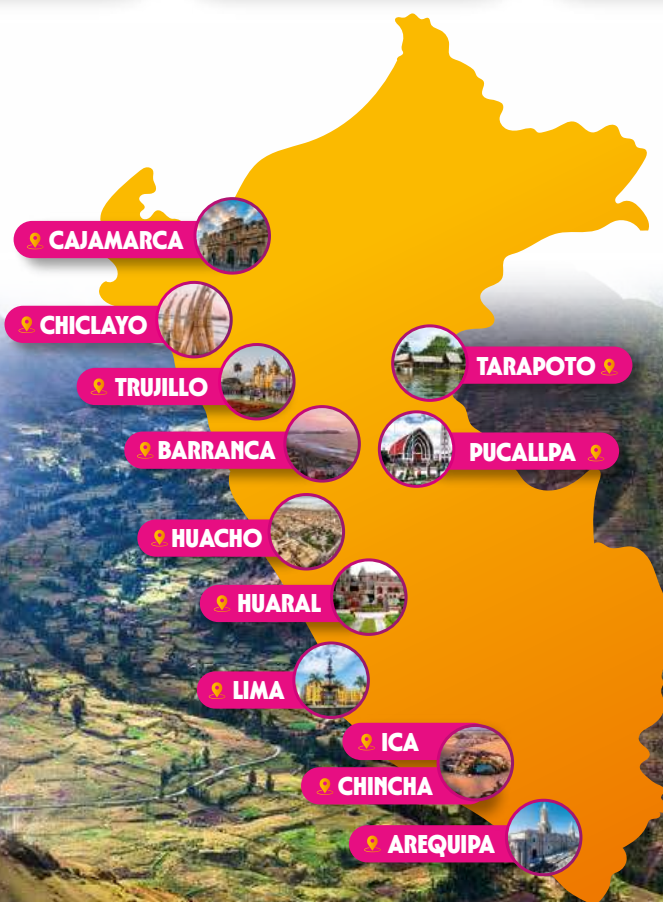 CAJAMARCA
CHICLAYO
TRUJILLO
BARRANCA
HUACHO
HUARAL
LIMA
ICA
CHINCHA
AREQUIPA
TARAPOTO
PUCALLPA